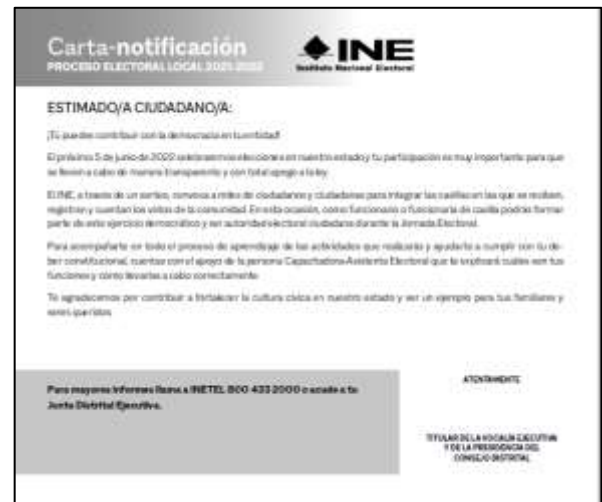 Carta-notificación
PROCESO ELECTORAL LOCAL 2021-2022
INE
Instituto Nacional Electoral
ESTIMADO/A CIUDADANO/A:
¡Tú puedes contribuir con la democracia en tu entidad!
El próximo 5 de junio de 2022 celebraremos elecciones en nuestro estado y tu participación es muy importante para que
se lleven a cabo de manera transparente y con total apego a la ley.
El INE, a través de un sorteo, convoca a miles de ciudadanos y ciudadanas para integrar las casillas en las que se reciben,
registran y cuentan los votos de la comunidad. En esta ocasión, como funcionario o funcionaria de casilla podrás formar
parte de este ejercicio democrático y ser autoridad electoral ciudadana durante la Jornada Electoral.
Para acompañarte en todo el proceso de aprendizaje de las actividades que realizarás y ayudarte a cumplir con tu de-
ber constitucional, cuentas con el apoyo de la persona Capacitadora-Asistente Electoral que te explicará cuáles son tus
funciones y cómo llevarlas a cabo correctamente.
Te agradecemos por contribuir a fortalecer la cultura cívica en nuestro estado y ser un ejemplo para tus familiares y
seres queridos.
Para mayores informes llama a INETEL 800 433 2000 o acude a tu
Junta Distrital Ejecutiva.
ATENTAMENTE
TITULAR DE LA VOCALÍA EJECUTIVA
Y DE LA PRESIDENCIA DEL
CONSEJO DISTRITAL